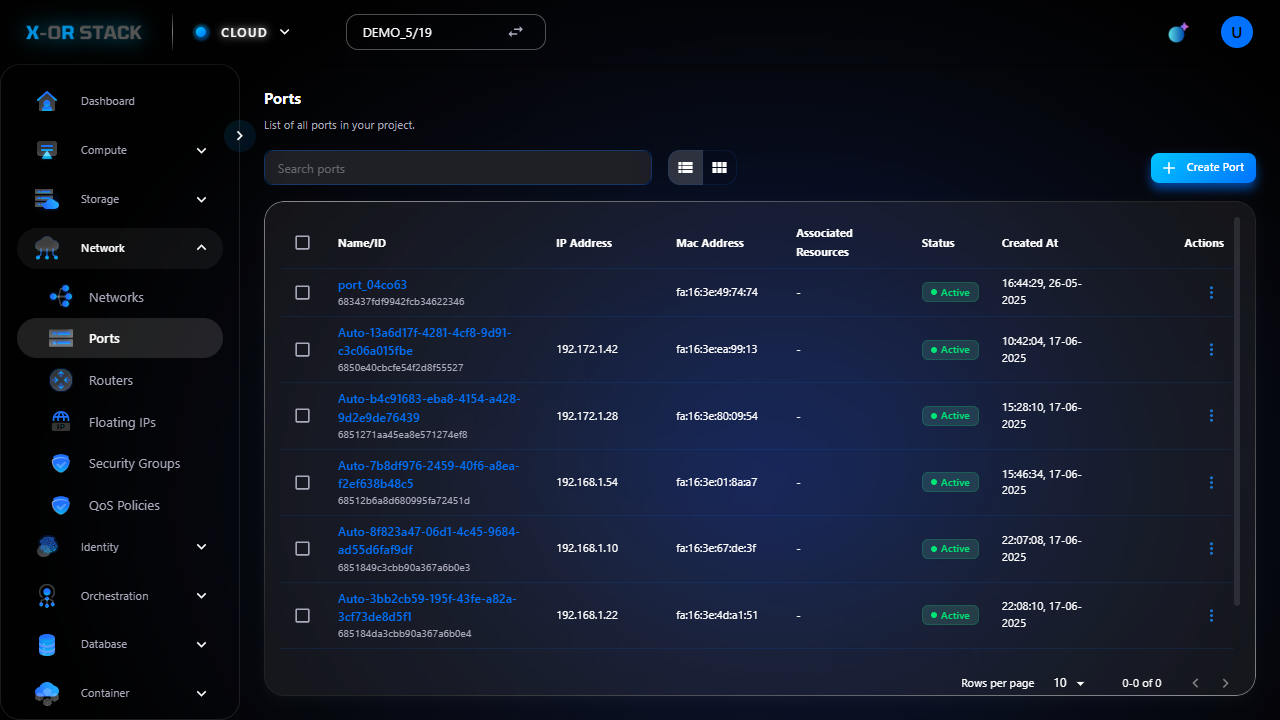 X-OR STACK
CLOUD
DEMO_5/19
U
Dashboard
Compute
Storage
Network
Networks
Ports
Routers
Floating IPs
Security Groups
QoS Policies
Identity
Orchestration
Database
Container
Ports
List of all ports in your project.
Search ports
Create Port
Name/ID
IP Address
Mac Address
Associated
Resources
Status
Created At
Actions
port_04co63
683437fdf9942fcb34622346
fa:16:3e:49:74:74
-
Active
16:44:29, 26-05-
2025
Auto-13a6d17f-4281-4cf8-9d91-
c3c06a015fbe
6850e40cbcfe54f2d8f55527
192.172.1.42
fa:16:3e:ea:99:13
-
Active
10:42:04, 17-06-
2025
Auto-b4c91683-eba8-4154-a428-
9d2e9de76439
6851271aa45ea8e571274ef8
192.172.1.28
fa:16:3e:80:09:54
-
Active
15:28:10, 17-06-
2025
Auto-7b8df976-2459-40f6-a8ea-
f2ef638b48c5
68512b6a8d680995fa72451d
192.168.1.54
fa:16:3e:01:8a:a7
-
Active
15:46:34, 17-06-
2025
Auto-8f823a47-06d1-4c45-9684-
ad55d6faf9df
6851849c3cbb90a367a6b0e3
192.168.1.10
fa:16:3e:67:de:3f
-
Active
22:07:08, 17-06-
2025
Auto-3bb2cb59-195f-43fe-a82a-
3cf73de8d5f1
685184da3cbb90a367a6b0e4
192.168.1.22
fa:16:3e:4d:a1:51
-
Active
22:08:10, 17-06-
2025
Rows per page
10
0-0 of 0